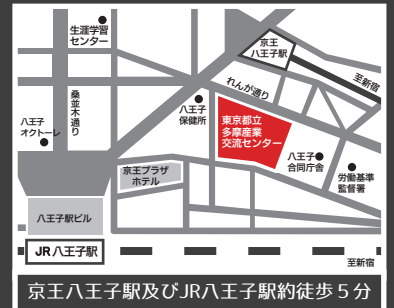 生涯学習
センター
京王
八王子駅
至新宿
れんが通り
桑並木通り
八王子
オクトーレ
八王子
保健所
東京都立
多摩産業
交流センター
八王子
合同庁舎
労働基準
監督署
京王プラザ
ホテル
八王子駅ビル
JR八王子駅
至新宿
京王八王子駅及びJR八王子駅約徒歩5分